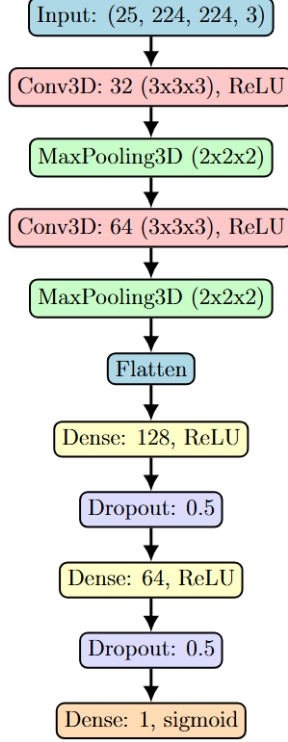 Input: (25, 224, 224, 3)
Conv3D: 32 (3x3x3), ReLU
MaxPooling3D (2x2x2)
Conv3D: 64 (3x3x3), ReLU
MaxPooling3D (2x2x2)
Flatten
Dense: 128, ReLU
Dropout: 0.5
Dense: 64, ReLU
Dropout: 0.5
Dense: 1, sigmoid